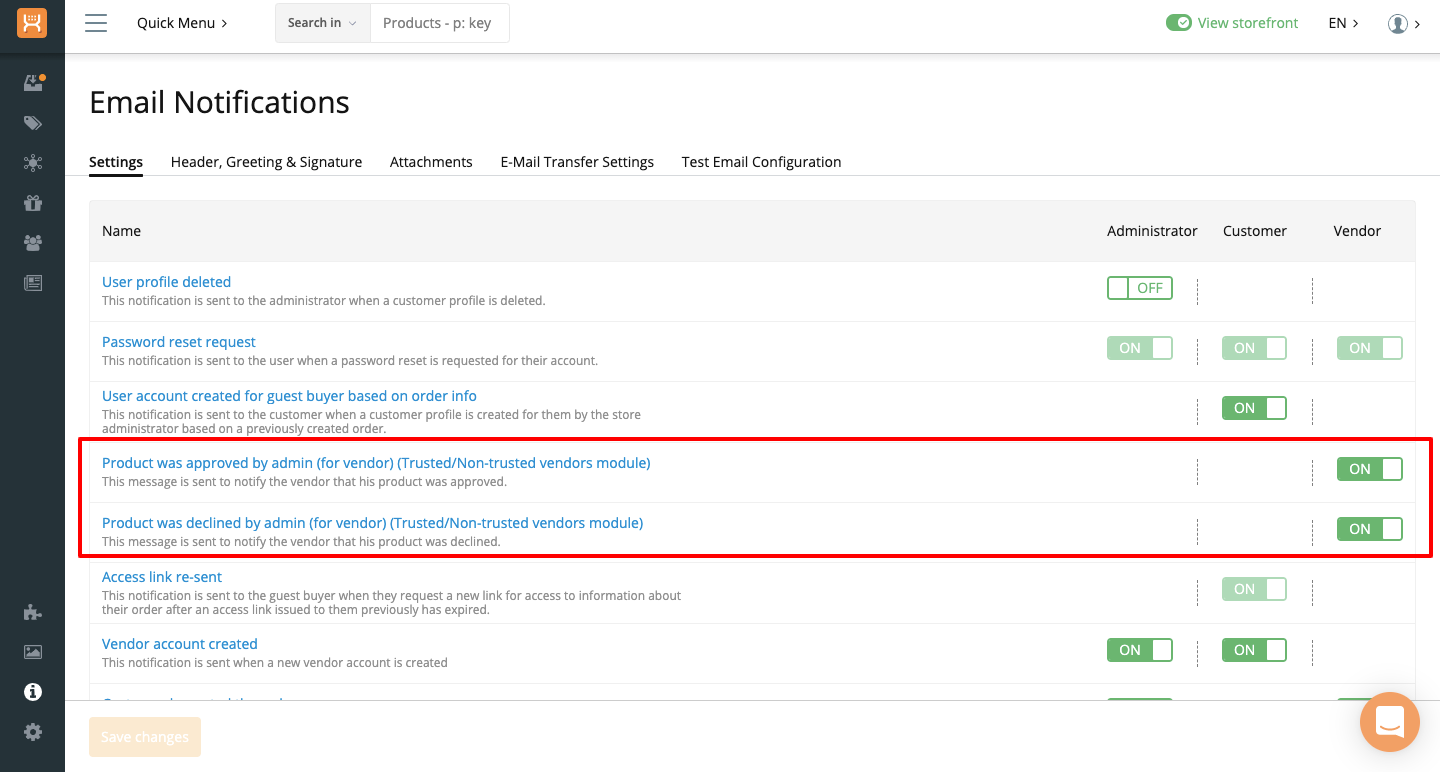 Quick Menu
Search in
Products - p: key
View storefront
EN
Email Notifications
Settings
Header, Greeting & Signature
Attachments
E-Mail Transfer Settings
Test Email Configuration
Name
Administrator
Customer
Vendor
User profile deleted
This notification is sent to the administrator when a customer profile is deleted.
OFF
Password reset request
This notification is sent to the user when a password reset is requested for their account.
ON
ON
ON
User account created for guest buyer based on order info
This notification is sent to the customer when a customer profile is created for them by the store
administrator based on a previously created order.
ON
Product was approved by admin (for vendor) (Trusted/Non-trusted vendors module)
This message is sent to notify the vendor that his product was approved.
ON
Product was declined by admin (for vendor) (Trusted/Non-trusted vendors module)
This message is sent to notify the vendor that his product was declined.
ON
Access link re-sent
This notification is sent to the guest buyer when they request a new link for access to information about
their order after an access link issued to them previously has expired.
ON
Vendor account created
This notification is sent when a new vendor account is created
ON
ON
Save changes